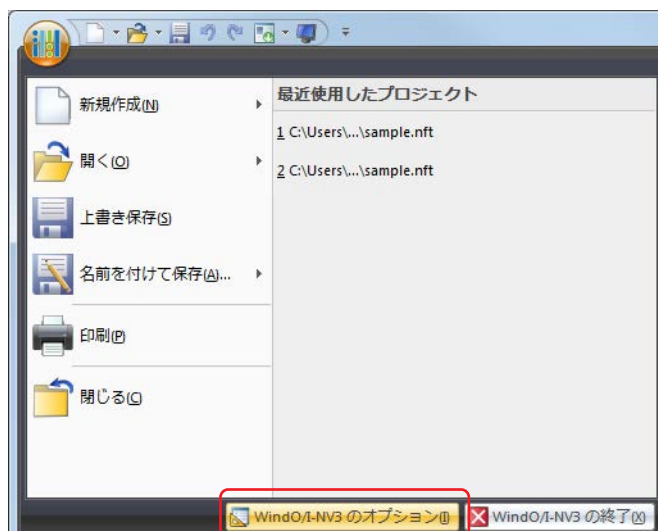 新規作成(N)
最近使用したプロジェクト
1 C:\Users\...\sample.nft
開く(O)
2 C:\Users\...\sample.nft
上書き保存(S)
名前を付けて保存(A)...
印刷(P)
閉じる(C)
WindO/I-NV3 のオプション(I)
WindO/I-NV3 の終了(X)